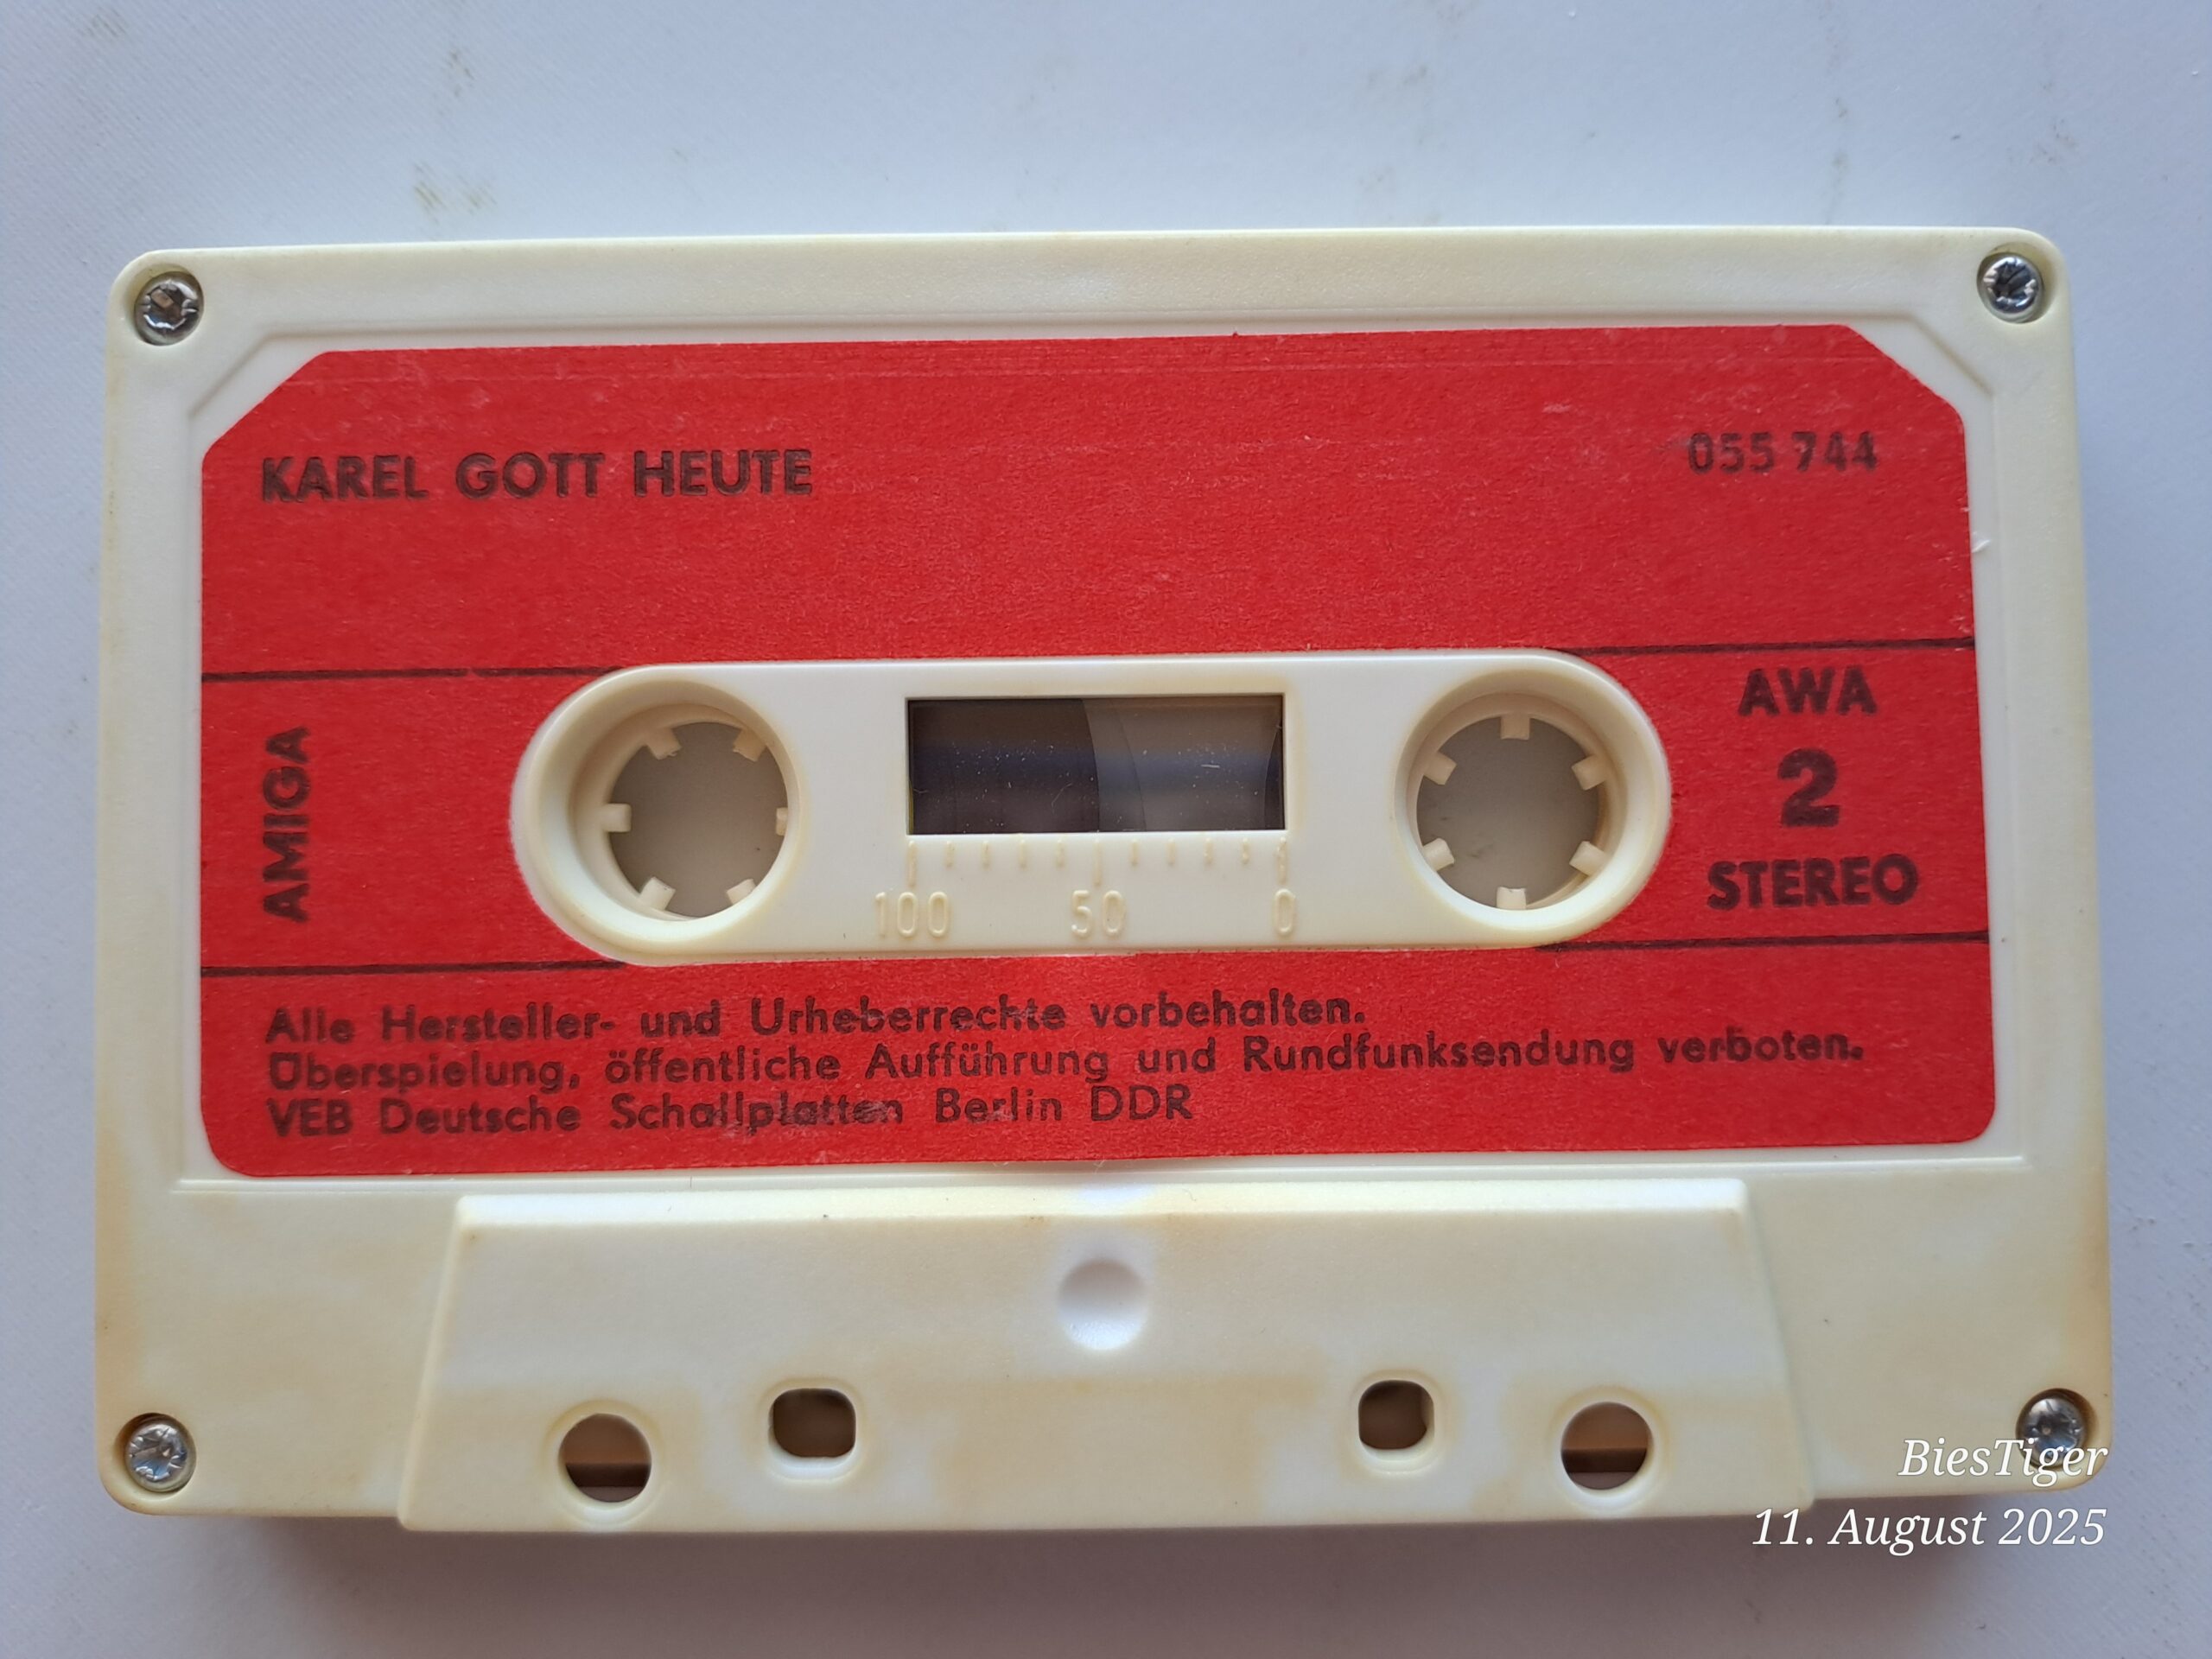 KAREL GOTT HEUTE
055 744
AMIGA
AWA
2
STEREO
100 50 0
Alle Hersteller- und Urheberrechte vorbehalten.
Überspielung, öffentliche Aufführung und Rundfunksendung verboten.
VEB Deutsche Schallplatten Berlin DDR
BiesTiger
11. August 2025